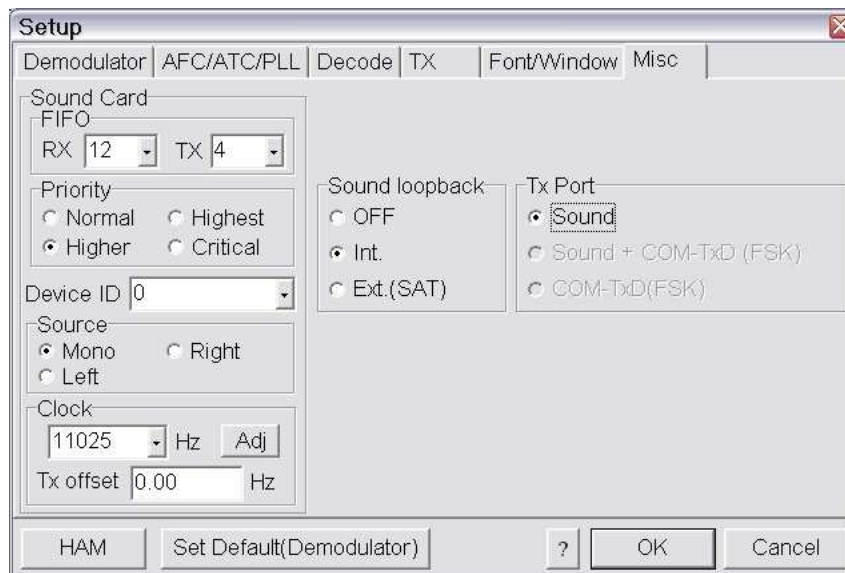 Setup
Demodulator AFC/ATC/PLL Decode TX Font/Window Misc
Sound Card
FIFO
RX 12 TX 4
Priority
Normal Highest
Higher Critical
Device ID 0
Source
Mono Right
Left
Clock
11025 Hz Adj
Tx offset 0.00 Hz
Sound loopback
OFF
Int.
Ext.(SAT)
Tx Port
Sound
Sound + COM-TxD (FSK)
COM-TxD(FSK)
HAM Set Default(Demodulator) ? OK Cancel